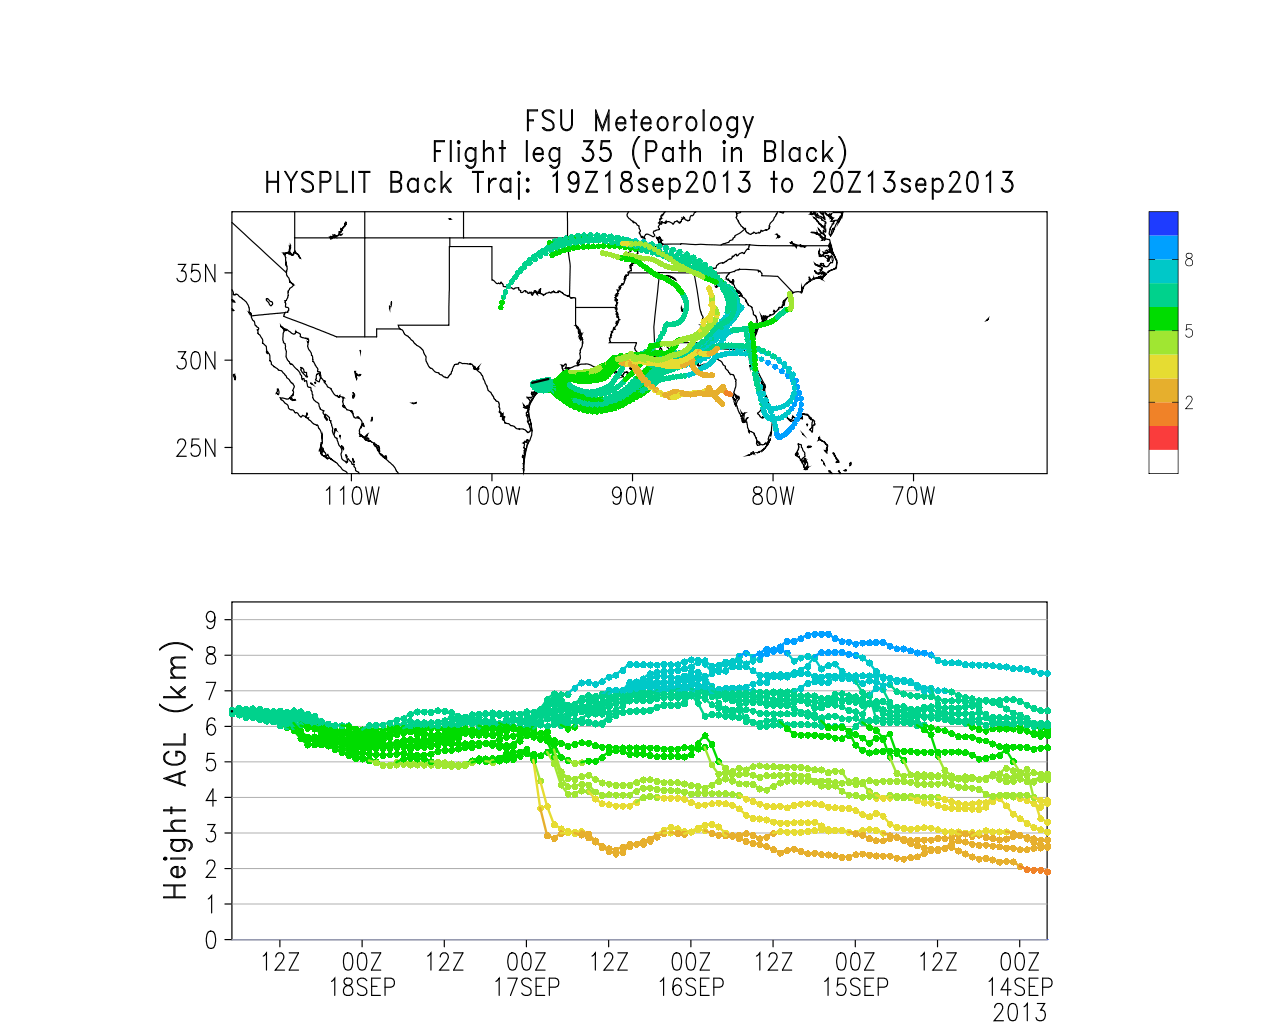 FSU Meteorology
Flight leg 35 (Path in Black)
HYSPLIT Back Traj: 19Z18sep2013 to 20Z13sep2013
35N
30N
25N
110W 100W 90W 80W 70W
8
5
2
Height AGL (km)
9
8
7
6
5
4
3
2
1
0
12Z 00Z 12Z 00Z 12Z 00Z 12Z 00Z 12Z 00Z
18SEP 17SEP 16SEP 15SEP 14SEP
2013